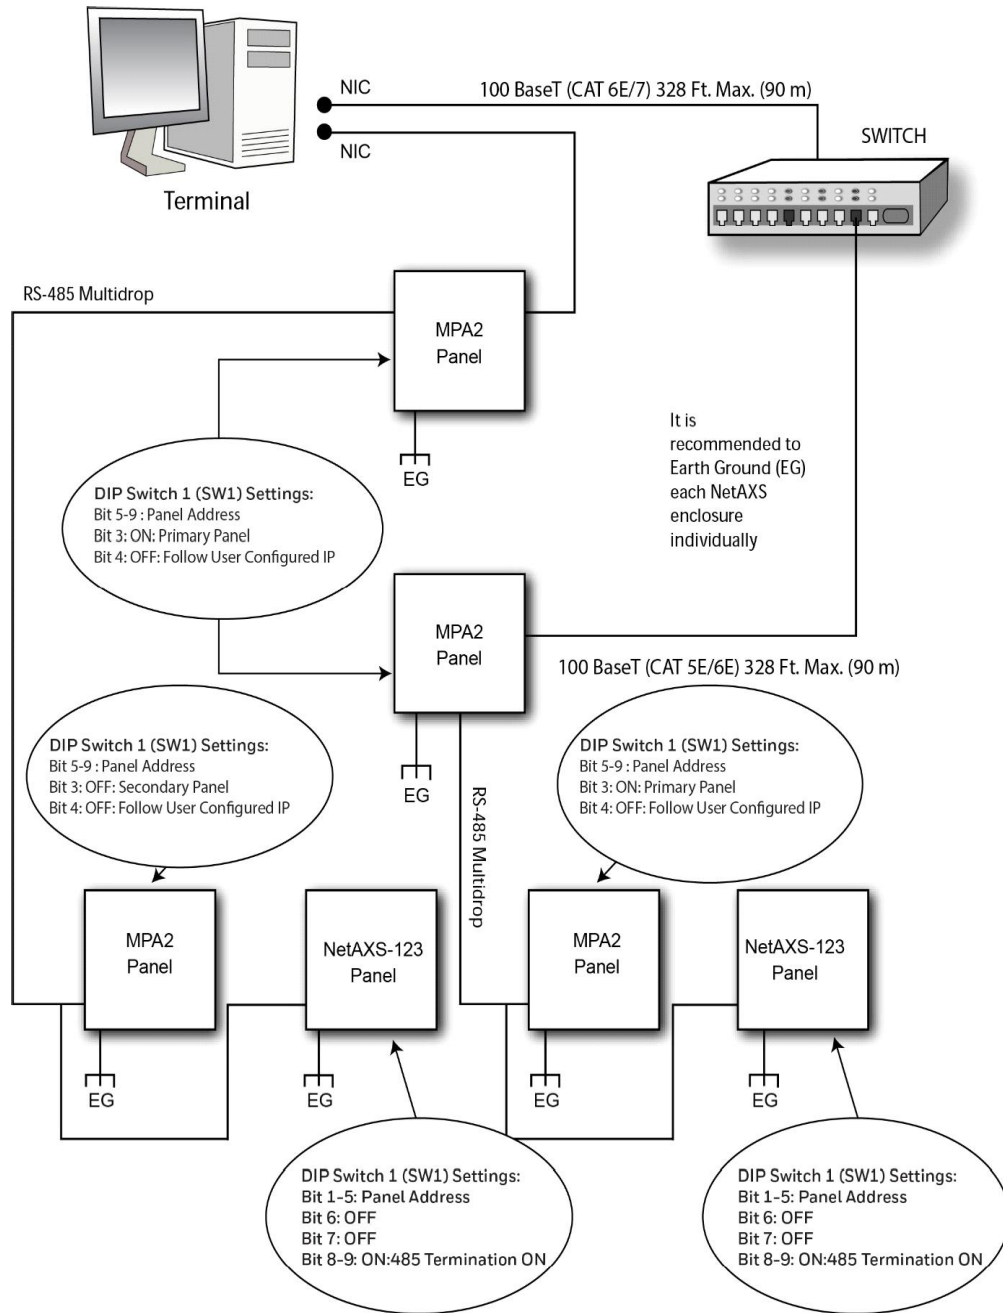 NIC
100 BaseT (CAT 6E/7) 328 Ft. Max. (90 m)
SWITCH
NIC
Terminal
RS-485 Multidrop
MPA2
Panel
EG
It is
recommended to
Earth Ground (EG)
each NetAXS
enclosure
individually
DIP Switch 1 (SW1) Settings:
Bit 5-9 : Panel Address
Bit 3: ON: Primary Panel
Bit 4: OFF: Follow User Configured IP
MPA2
Panel
100 BaseT (CAT 5E/6E) 328 Ft. Max. (90 m)
EG
RS-485 Multidrop
DIP Switch 1 (SW1) Settings:
Bit 5-9 : Panel Address
Bit 3: OFF: Secondary Panel
Bit 4: OFF: Follow User Configured IP
DIP Switch 1 (SW1) Settings:
Bit 5-9 : Panel Address
Bit 3: ON: Primary Panel
Bit 4: OFF: Follow User Configured IP
MPA2
Panel
NetAXS-123
Panel
MPA2
Panel
NetAXS-123
Panel
EG
EG
EG
EG
DIP Switch 1 (SW1) Settings:
Bit 1-5: Panel Address
Bit 6: OFF
Bit 7: OFF
Bit 8-9: ON:485 Termination ON
DIP Switch 1 (SW1) Settings:
Bit 1-5: Panel Address
Bit 6: OFF
Bit 7: OFF
Bit 8-9: ON:485 Termination ON